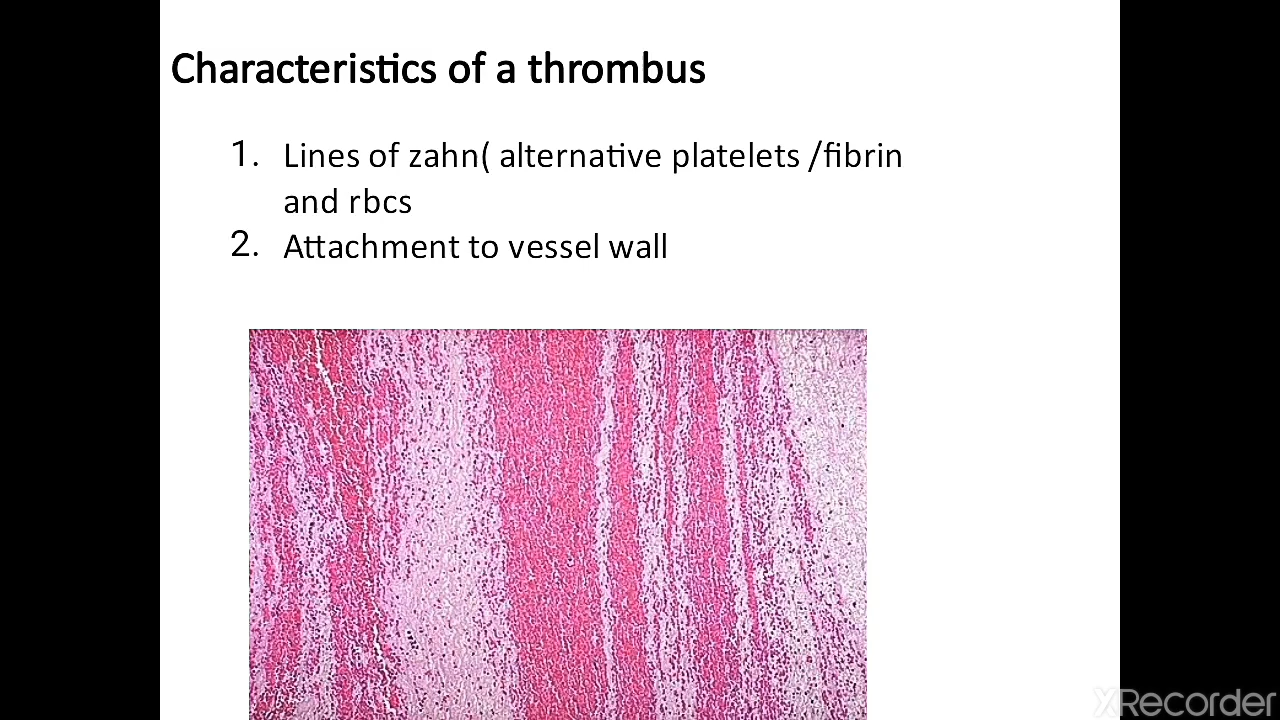 Characteristics of a thrombus
1. Lines of zahn( alternative platelets /fibrin
and rbcs
2. Attachment to vessel wall
XRecorder